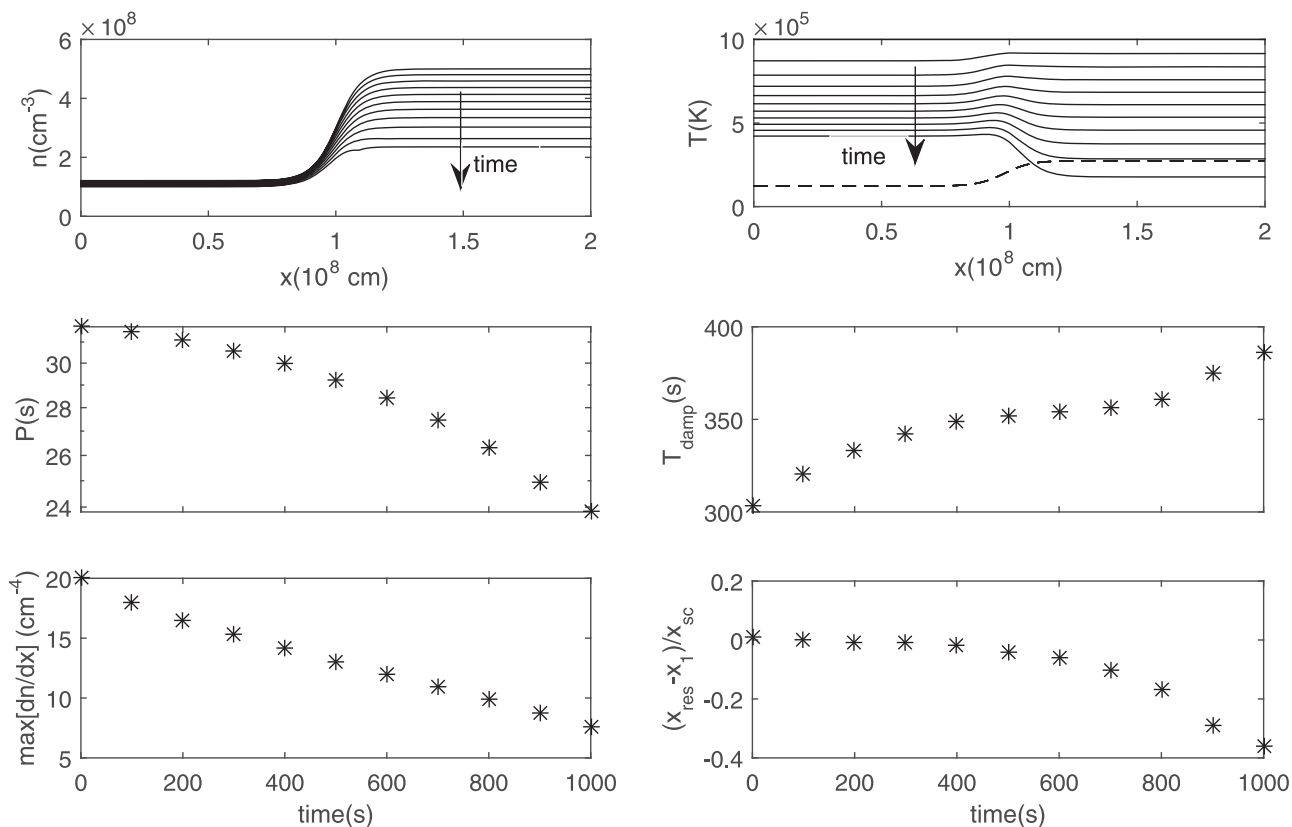 × 10⁸
6
4
2
0
n(cm⁻³)
time
0 0.5 1 1.5 2
x(10⁸ cm)
× 10⁵
10
5
0
T(K)
time
0 0.5 1 1.5 2
x(10⁸ cm)
30
28
26
24
P(s)
400
350
300
T_damp(s)
20
15
10
5
max[dn/dx] (cm⁻⁴)
0 200 400 600 800 1000
time(s)
0.2
0
-0.2
-0.4
(x_res-x_1)/x_sc
0 200 400 600 800 1000
time(s)